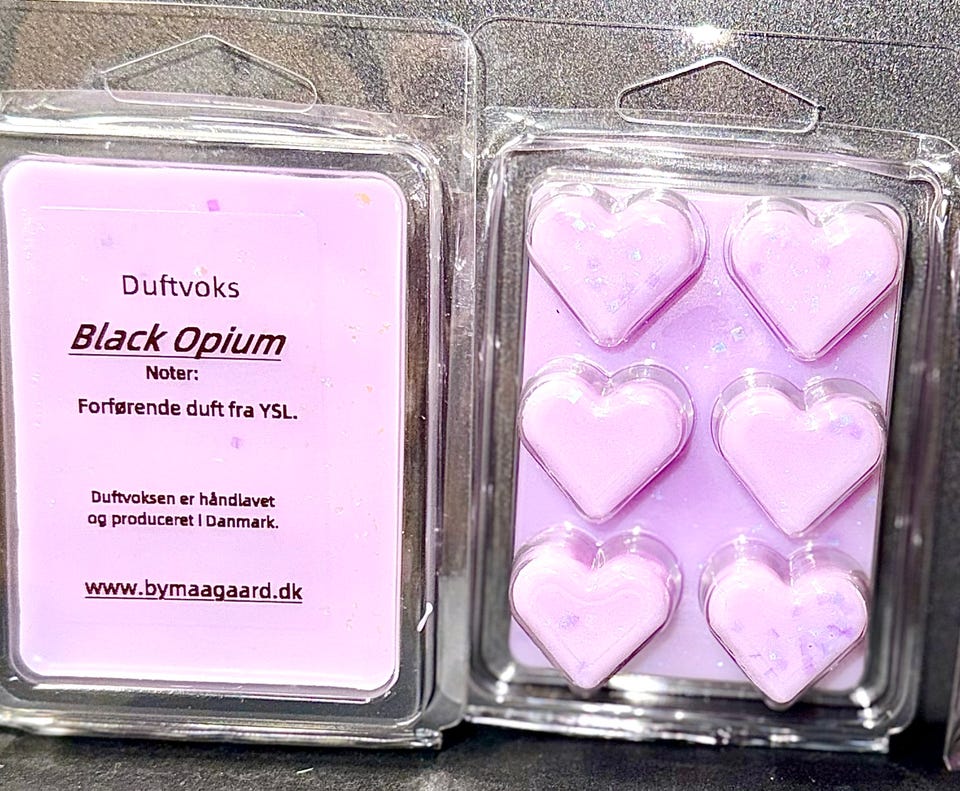 Duftvoks
Black Opium
Noter:
Forførende duft fra YSL.
Duftvoksen er håndlavet
og produceret i Danmark.
www.bymaagaard.dk